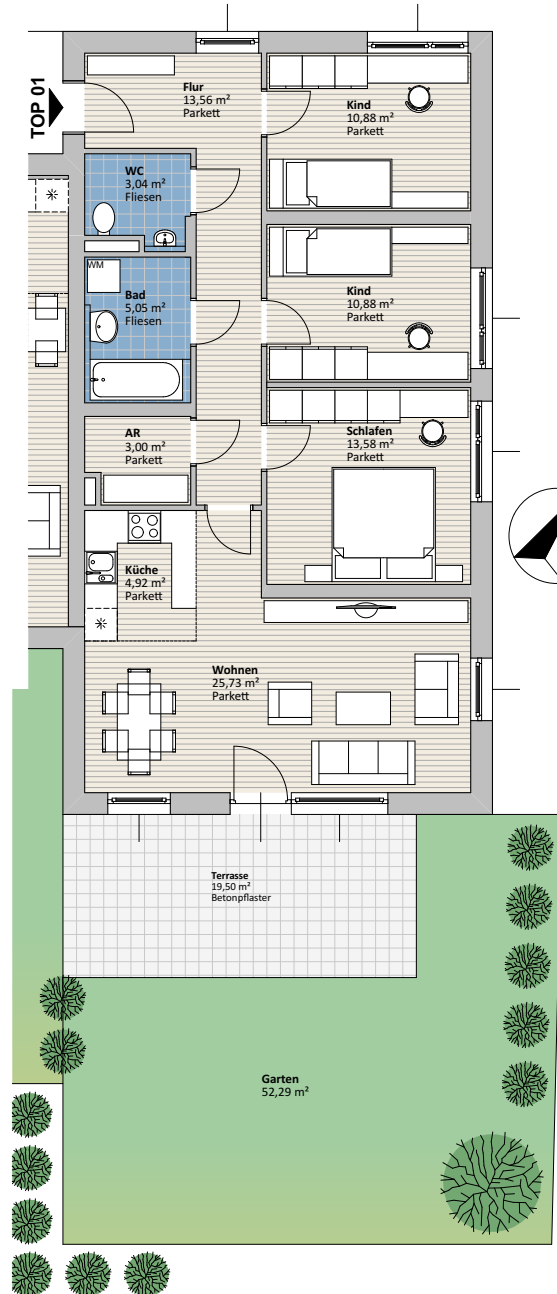 TOP 01
Flur
13,56 m²
Parkett
Kind
10,88 m²
Parkett
WC
3,04 m²
Fliesen
WM
Bad
5,05 m²
Fliesen
Kind
10,88 m²
Parkett
AR
3,00 m²
Parkett
Schlafen
13,58 m²
Parkett
Küche
4,92 m²
Parkett
Wohnen
25,73 m²
Parkett
Terrasse
19,50 m²
Betonpflaster
Garten
52,29 m²